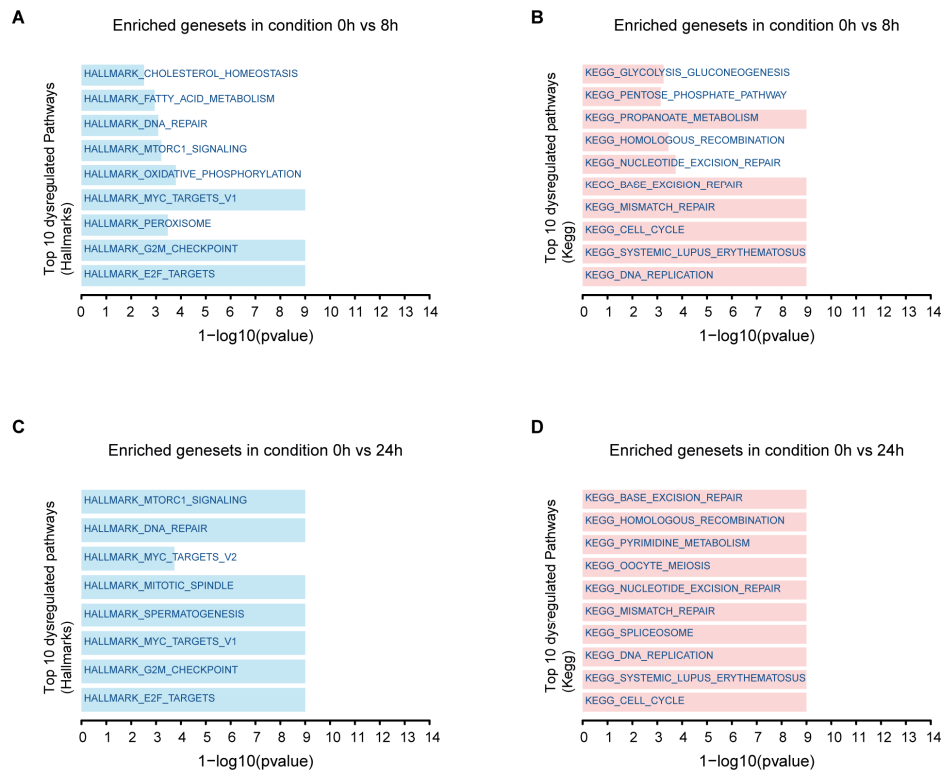 A
Enriched genesets in condition 0h vs 8h
Top 10 dysregulated Pathways
(Hallmarks)
HALLMARK_CHOLESTEROL_HOMEOSTASIS
HALLMARK_FATTY_ACID_METABOLISM
HALLMARK_DNA_REPAIR
HALLMARK_MTORC1_SIGNALING
HALLMARK_OXIDATIVE_PHOSPHORYLATION
HALLMARK_MYC_TARGETS_V1
HALLMARK_PEROXISOME
HALLMARK_G2M_CHECKPOINT
HALLMARK_E2F_TARGETS
0 1 2 3 4 5 6 7 8 9 10 11 12 13 14
1−log10(pvalue)
B
Enriched genesets in condition 0h vs 8h
Top 10 dysregulated pathways
(Kegg)
KEGG_GLYCOLYSIS_GLUCONEOGENESIS
KEGG_PENTOSE_PHOSPHATE_PATHWAY
KEGG_PROPANOATE_METABOLISM
KEGG_HOMOLOGOUS_RECOMBINATION
KEGG_NUCLEOTIDE_EXCISION_REPAIR
KEGG_BASE_EXCISION_REPAIR
KEGG_MISMATCH_REPAIR
KEGG_CELL_CYCLE
KEGG_SYSTEMIC_LUPUS_ERYTHEMATOSUS
KEGG_DNA_REPLICATION
0 1 2 3 4 5 6 7 8 9 10 11 12 13 14
1−log10(pvalue)
C
Enriched genesets in condition 0h vs 24h
Top 10 dysregulated pathways
(Hallmarks)
HALLMARK_MTORC1_SIGNALING
HALLMARK_DNA_REPAIR
HALLMARK_MYC_TARGETS_V2
HALLMARK_MITOTIC_SPINDLE
HALLMARK_SPERMATOGENESIS
HALLMARK_MYC_TARGETS_V1
HALLMARK_G2M_CHECKPOINT
HALLMARK_E2F_TARGETS
0 1 2 3 4 5 6 7 8 9 10 11 12 13 14
1−log10(pvalue)
D
Enriched genesets in condition 0h vs 24h
Top 10 dysregulated Pathways
(Kegg)
KEGG_BASE_EXCISION_REPAIR
KEGG_HOMOLOGOUS_RECOMBINATION
KEGG_PYRIMIDINE_METABOLISM
KEGG_OOCYTE_MEIOSIS
KEGG_NUCLEOTIDE_EXCISION_REPAIR
KEGG_MISMATCH_REPAIR
KEGG_SPLICEOSOME
KEGG_DNA_REPLICATION
KEGG_SYSTEMIC_LUPUS_ERYTHEMATOSUS
KEGG_CELL_CYCLE
0 1 2 3 4 5 6 7 8 9 10 11 12 13 14
1−log10(pvalue)